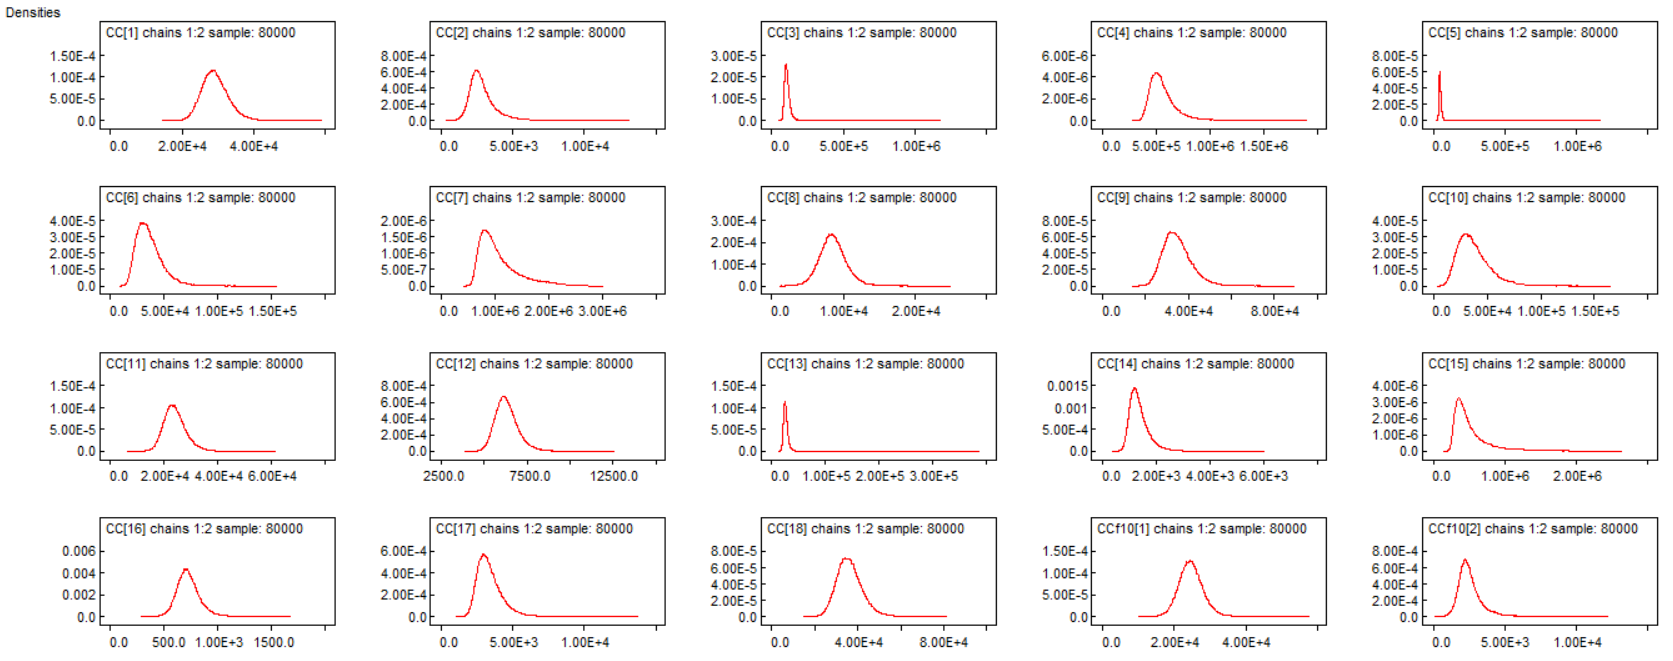 Densities
CC[1] chains 1:2 sample: 80000
1.50E-4
1.00E-4
5.00E-5
0.0
0.0 2.00E+4 4.00E+4
CC[2] chains 1:2 sample: 80000
8.00E-4
6.00E-4
4.00E-4
2.00E-4
0.0
0.0 5.00E+3 1.00E+4
CC[3] chains 1:2 sample: 80000
3.00E-5
2.00E-5
1.00E-5
0.0
0.0 5.00E+5 1.00E+6
CC[4] chains 1:2 sample: 80000
6.00E-6
4.00E-6
2.00E-6
0.0
0.0 5.00E+5 1.00E+6 1.50E+6
CC[5] chains 1:2 sample: 80000
8.00E-5
6.00E-5
4.00E-5
2.00E-5
0.0
0.0 5.00E+5 1.00E+6
CC[6] chains 1:2 sample: 80000
4.00E-5
3.00E-5
2.00E-5
1.00E-5
0.0
0.0 5.00E+4 1.00E+5 1.50E+5
CC[7] chains 1:2 sample: 80000
2.00E-6
1.50E-6
1.00E-6
5.00E-7
0.0
0.0 1.00E+6 2.00E+6 3.00E+6
CC[8] chains 1:2 sample: 80000
3.00E-4
2.00E-4
1.00E-4
0.0
0.0 1.00E+4 2.00E+4
CC[9] chains 1:2 sample: 80000
8.00E-5
6.00E-5
4.00E-5
2.00E-5
0.0
0.0 4.00E+4 8.00E+4
CC[10] chains 1:2 sample: 80000
4.00E-5
3.00E-5
2.00E-5
1.00E-5
0.0
0.0 5.00E+4 1.00E+5 1.50E+5
CC[11] chains 1:2 sample: 80000
1.50E-4
1.00E-4
5.00E-5
0.0
0.0 2.00E+4 4.00E+4 6.00E+4
CC[12] chains 1:2 sample: 80000
8.00E-4
6.00E-4
4.00E-4
2.00E-4
0.0
2500.0 7500.0 12500.0
CC[13] chains 1:2 sample: 80000
1.50E-4
1.00E-4
5.00E-5
0.0
0.0 1.00E+5 2.00E+5 3.00E+5
CC[14] chains 1:2 sample: 80000
0.0015
0.001
5.00E-4
0.0
0.0 2.00E+3 4.00E+3 6.00E+3
CC[15] chains 1:2 sample: 80000
4.00E-6
3.00E-6
2.00E-6
1.00E-6
0.0
0.0 1.00E+6 2.00E+6
CC[16] chains 1:2 sample: 80000
0.006
0.004
0.002
0.0
0.0 500.0 1.00E+3 1500.0
CC[17] chains 1:2 sample: 80000
6.00E-4
4.00E-4
2.00E-4
0.0
0.0 5.00E+3 1.00E+4
CC[18] chains 1:2 sample: 80000
8.00E-5
6.00E-5
4.00E-5
2.00E-5
0.0
0.0 4.00E+4 8.00E+4
CCf10[1] chains 1:2 sample: 80000
1.50E-4
1.00E-4
5.00E-5
0.0
0.0 2.00E+4 4.00E+4
CCf10[2] chains 1:2 sample: 80000
8.00E-4
6.00E-4
4.00E-4
2.00E-4
0.0
0.0 5.00E+3 1.00E+4